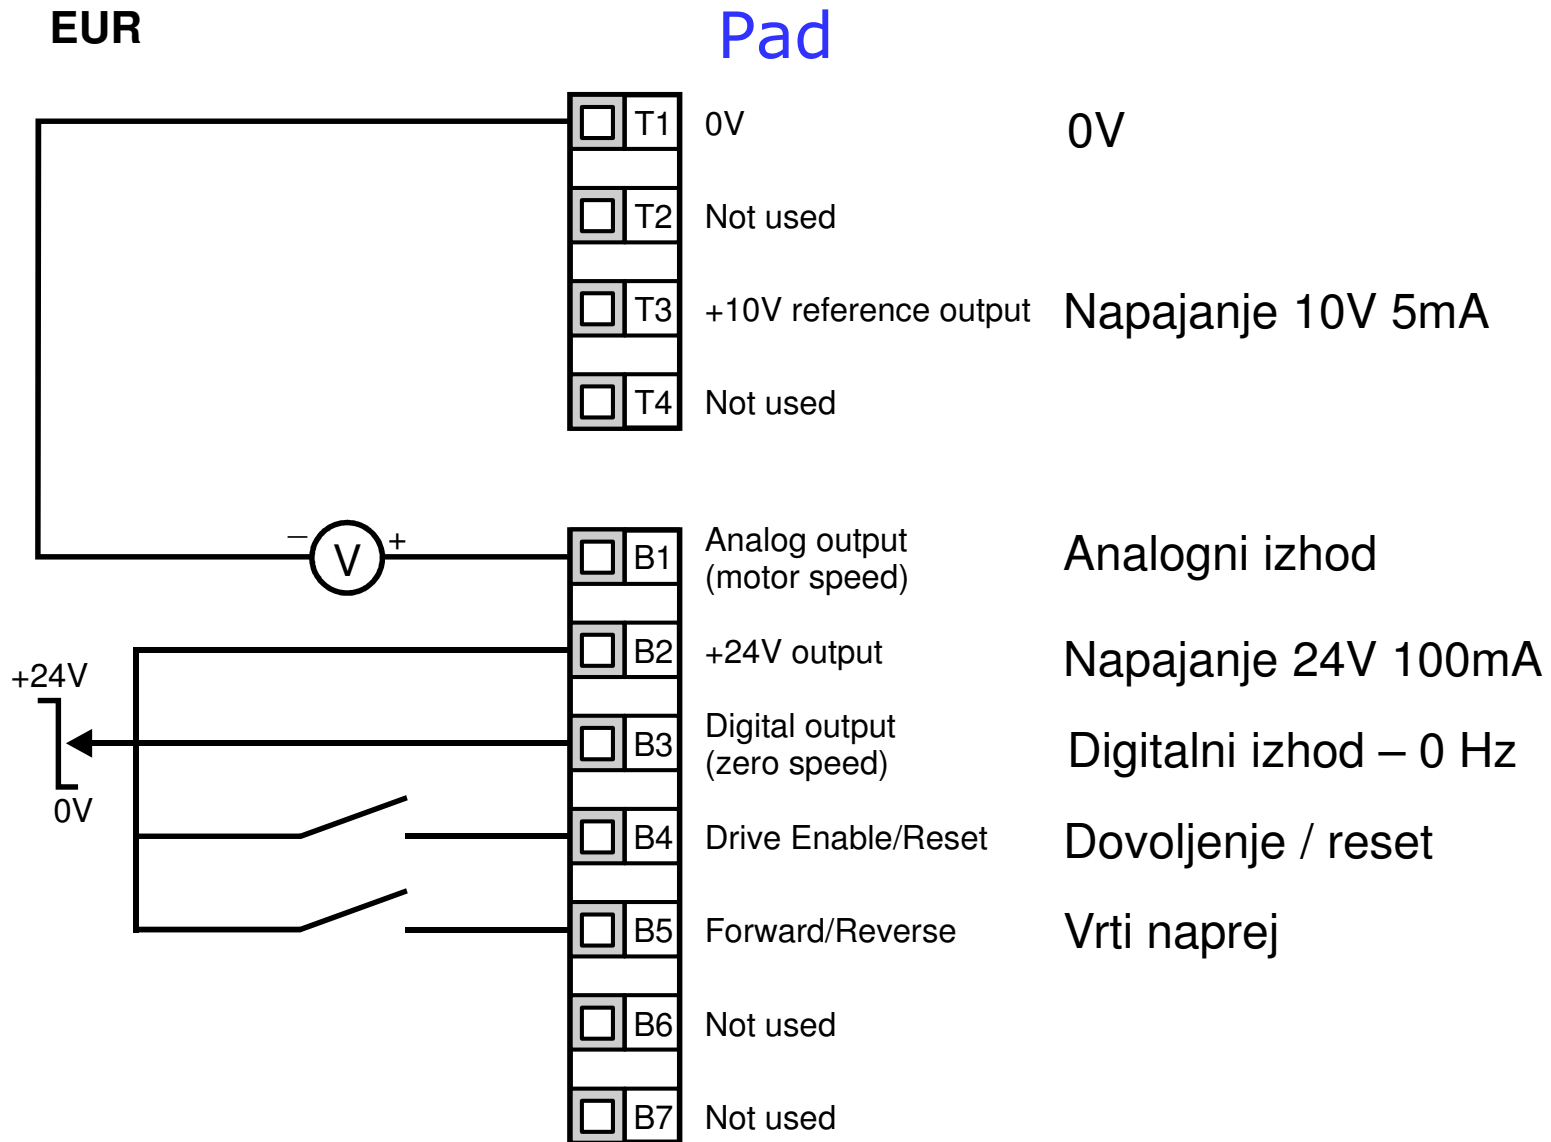 EUR
Pad
T1 0V 0V
T2 Not used
T3 +10V reference output Napajanje 10V 5mA
T4 Not used
– V +
B1 Analog output
(motor speed) Analogni izhod
B2 +24V output Napajanje 24V 100mA
+24V
B3 Digital output
(zero speed) Digitalni izhod – 0 Hz
0V
B4 Drive Enable/Reset Dovoljenje / reset
B5 Forward/Reverse Vrti naprej
B6 Not used
B7 Not used